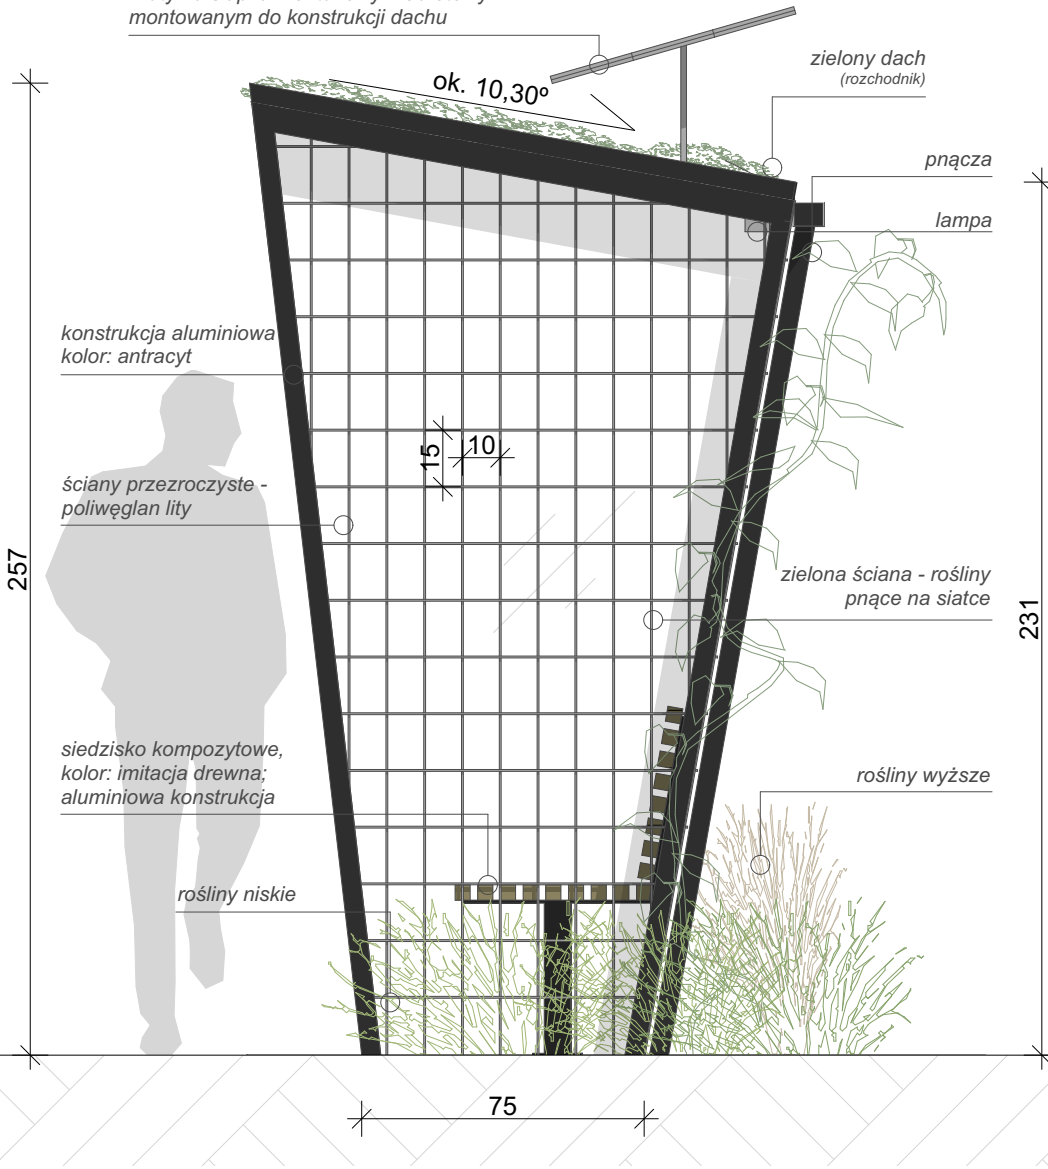 montowanym do konstrukcji dachu
ok. 10,30º
zielony dach
(rozchodnik)
pnącza
lampa
konstrukcja aluminiowa
kolor: antracyt
15
10
ściany przezroczyste -
poliwęglan lity
257
zielona ściana - rośliny
pnące na siatce
231
siedzisko kompozytowe,
kolor: imitacja drewna;
aluminiowa konstrukcja
rośliny wyższe
rośliny niskie
75